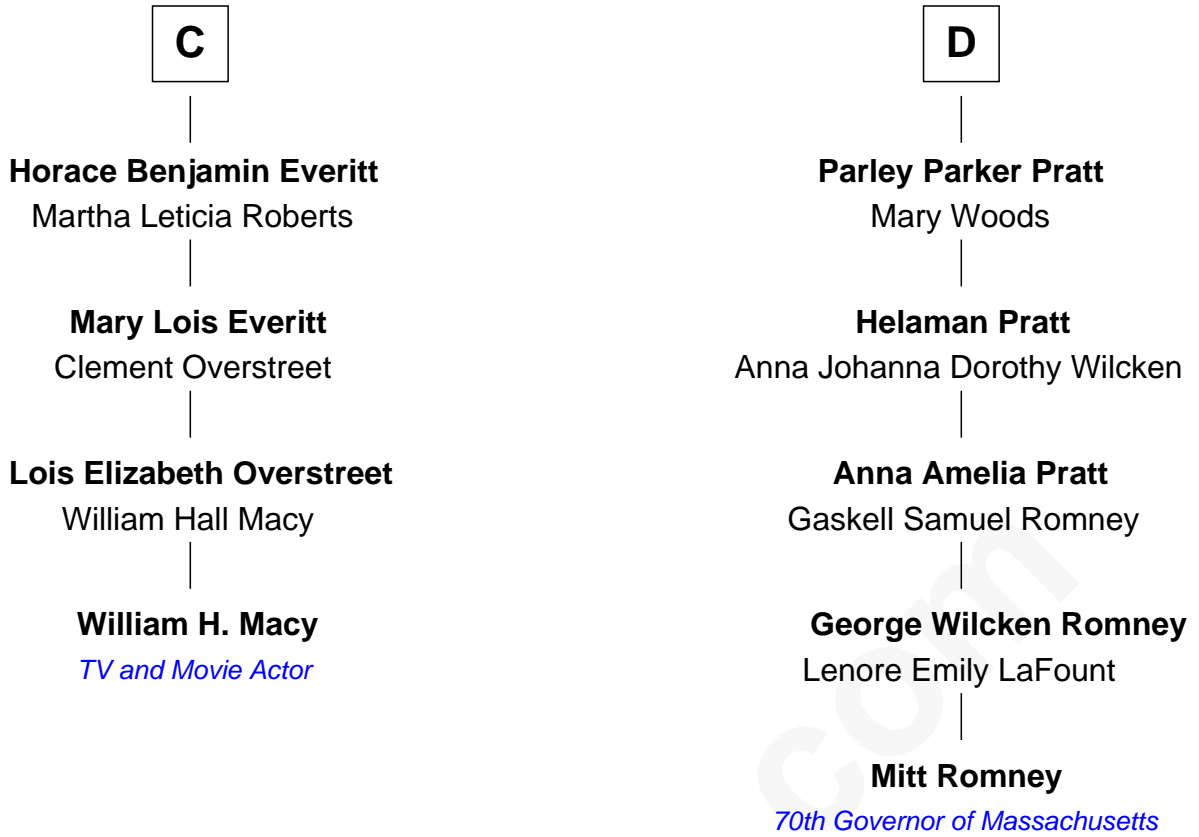 C
Horace Benjamin Everitt
Martha Leticia Roberts
Mary Lois Everitt
Clement Overstreet
Lois Elizabeth Overstreet
William Hall Macy
William H. Macy
TV and Movie Actor
D
Parley Parker Pratt
Mary Woods
Helaman Pratt
Anna Johanna Dorothy Wilcken
Anna Amelia Pratt
Gaskell Samuel Romney
George Wilcken Romney
Lenore Emily LaFount
Mitt Romney
70th Governor of Massachusetts
com